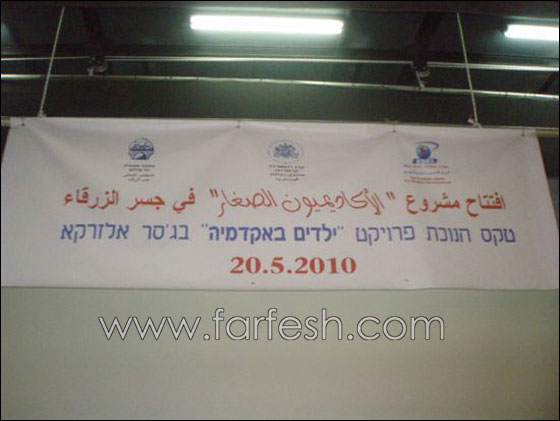 افتتاح مشروع "الأكاديميون الصغار" في جسر الزرقاء
טקס חנוכת פרויקט "ילדים באקדמיה" בג'סר אלזרקא
20.5.2010
www.farfesh.com